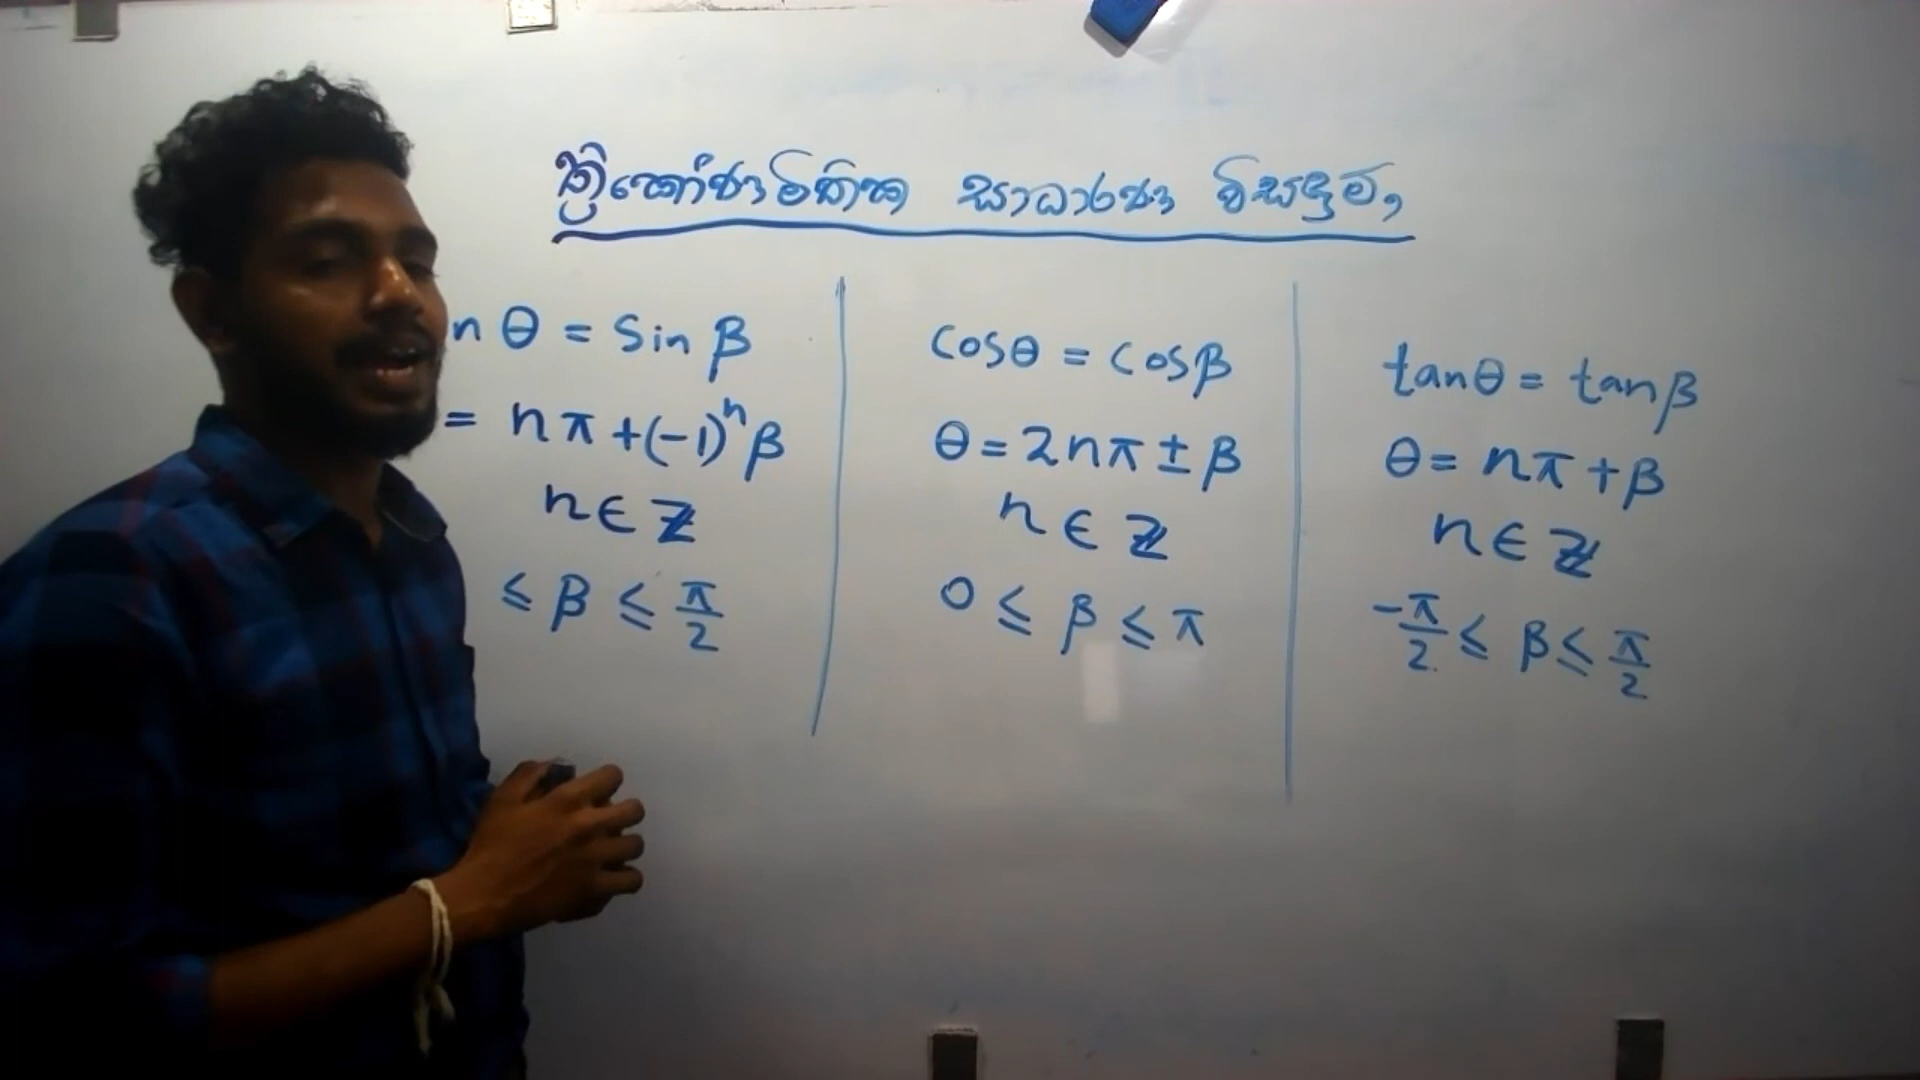 ත්‍රිකෝණමිතික සාධාරණ විසඳුම්,
n θ = Sin β
= nπ + (-1)ⁿ β
n ∈ ℤ
≤ β ≤ π/2
Cosθ = Cosβ
θ = 2nπ ± β
n ∈ ℤ
0 ≤ β ≤ π
tanθ = tanβ
θ = nπ + β
n ∈ ℤ
-π/2 ≤ β ≤ π/2